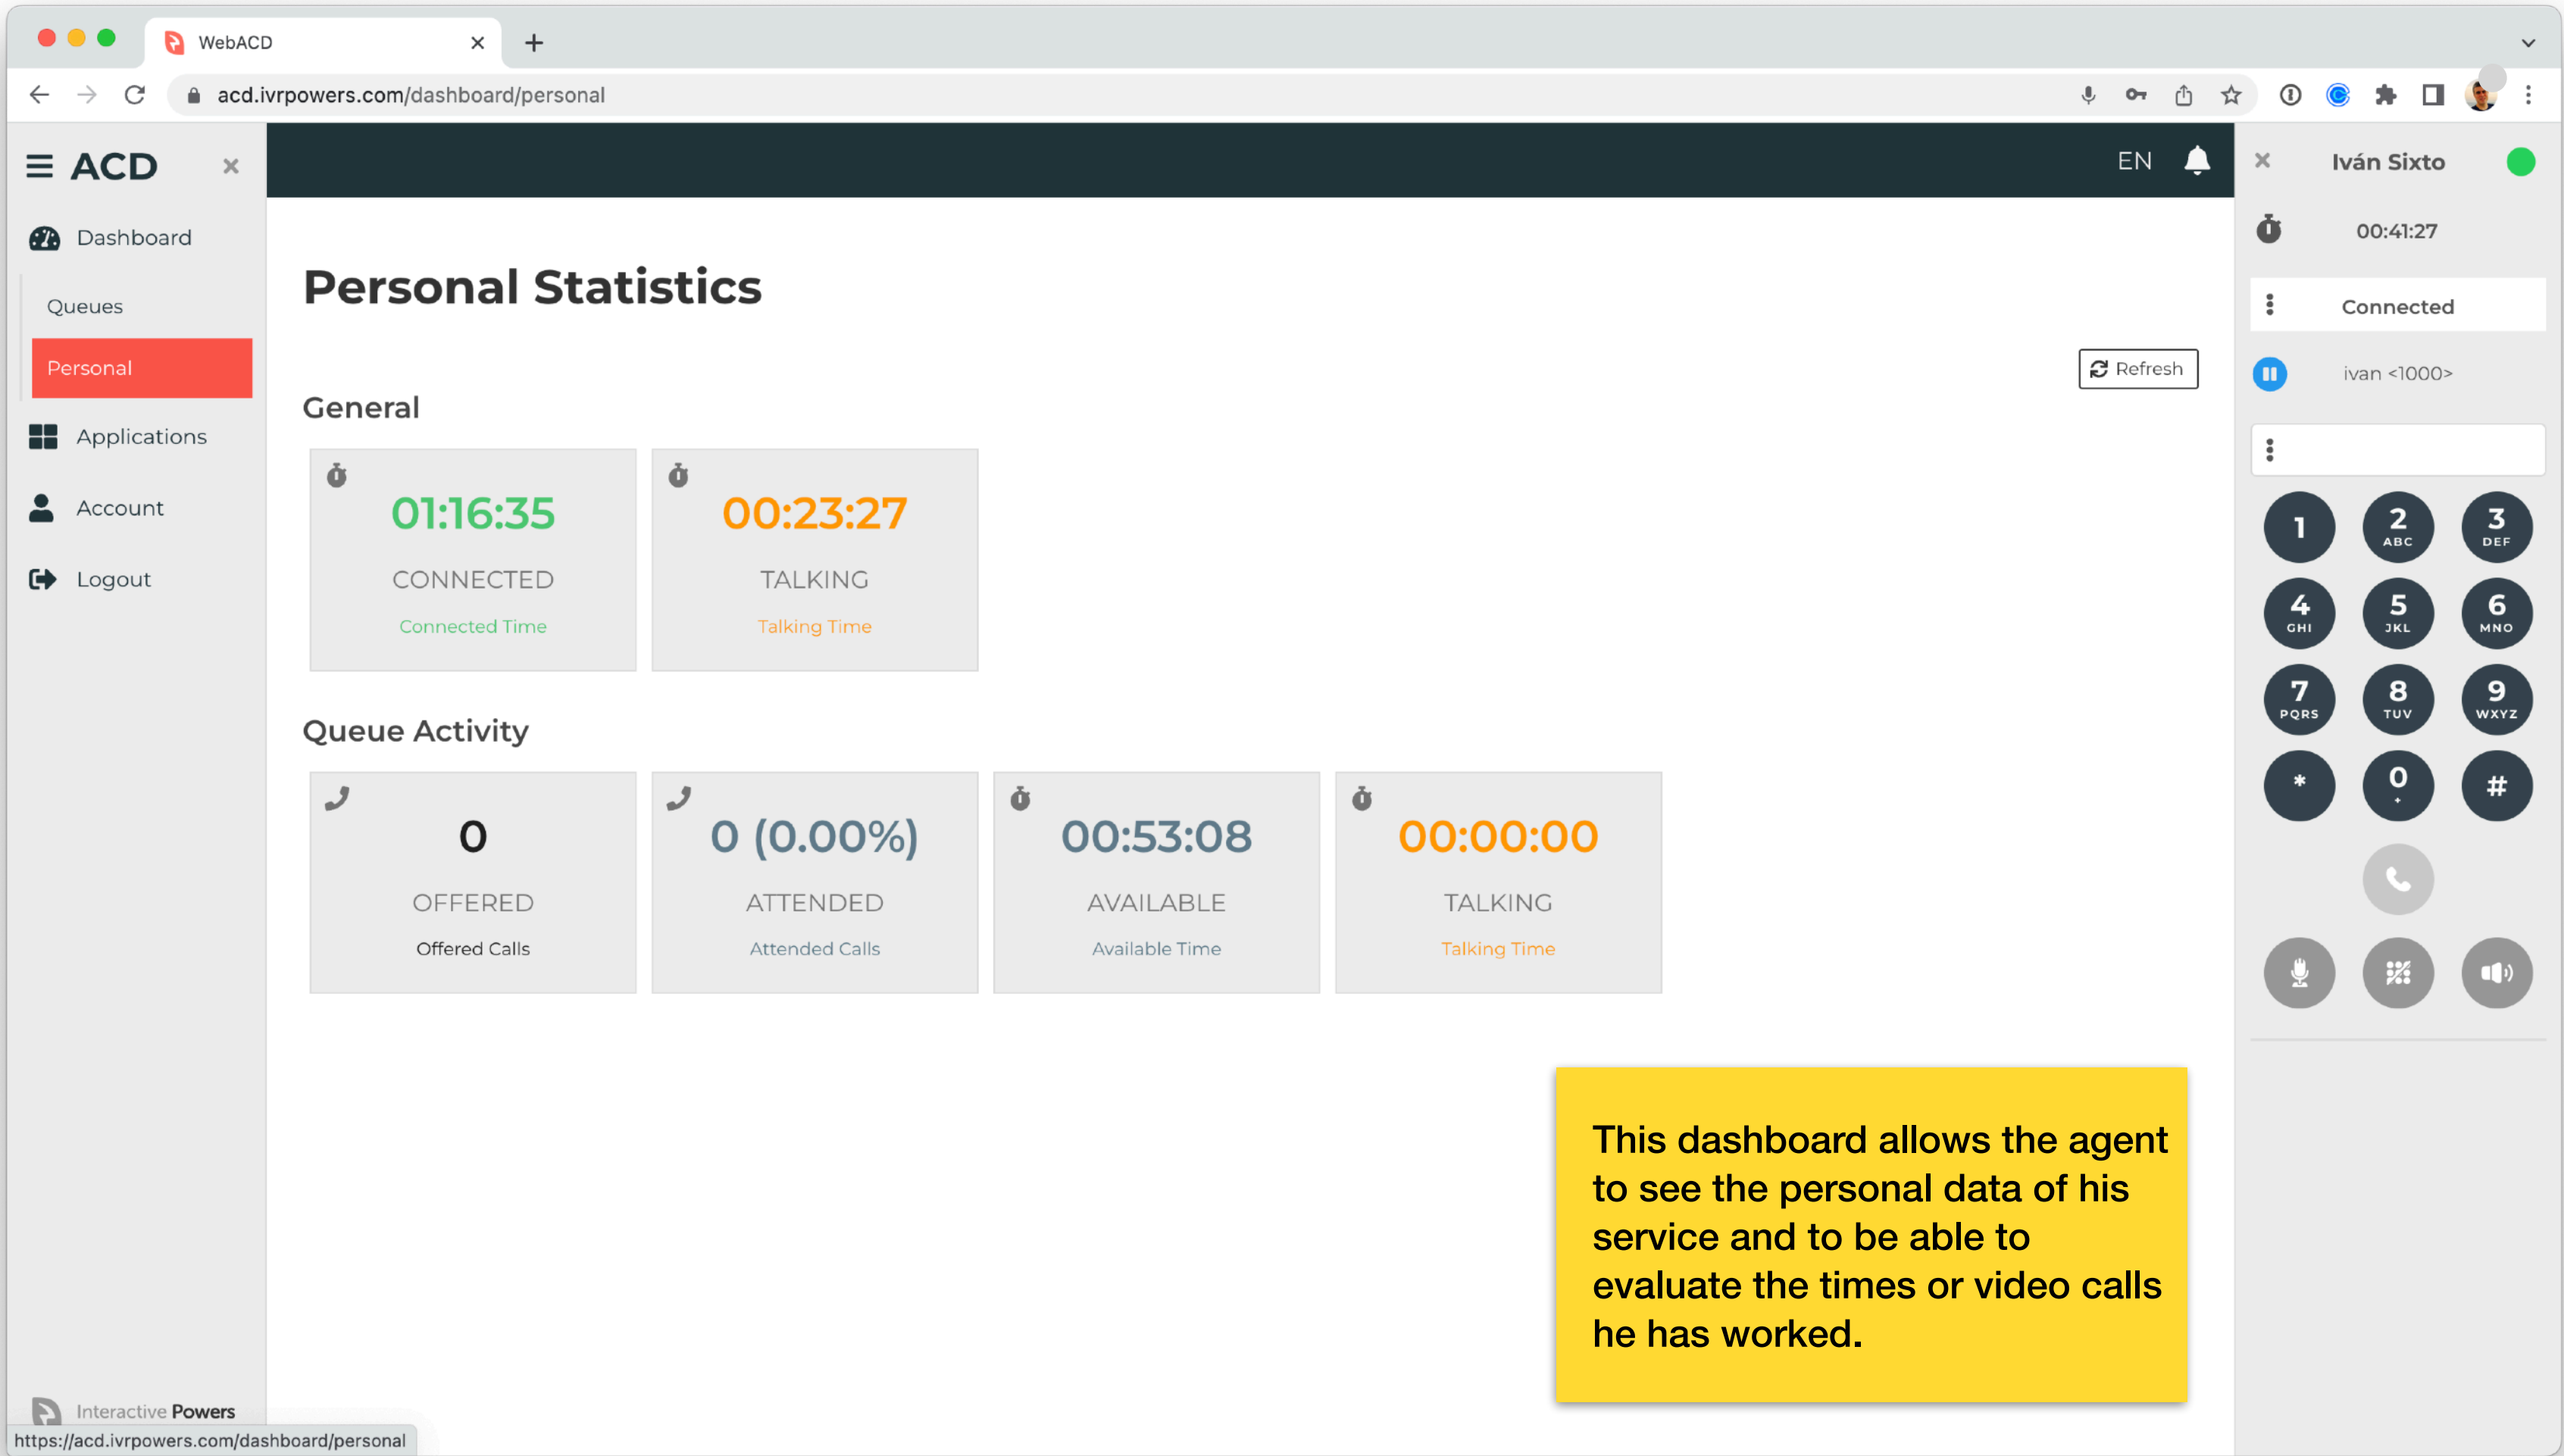 WebACD
acd.ivrpowers.com/dashboard/personal
ACD
Dashboard
Queues
Personal
Applications
Account
Logout
Interactive Powers
https://acd.ivrpowers.com/dashboard/personal
EN
Personal Statistics
Refresh
General
01:16:35
CONNECTED
Connected Time
00:23:27
TALKING
Talking Time
Queue Activity
0
OFFERED
Offered Calls
0 (0.00%)
ATTENDED
Attended Calls
00:53:08
AVAILABLE
Available Time
00:00:00
TALKING
Talking Time
This dashboard allows the agent
to see the personal data of his
service and to be able to
evaluate the times or video calls
he has worked.
Iván Sixto
00:41:27
Connected
ivan <1000>
1
2
ABC
3
DEF
4
GHI
5
JKL
6
MNO
7
PQRS
8
TUV
9
WXYZ
*
0
+
#